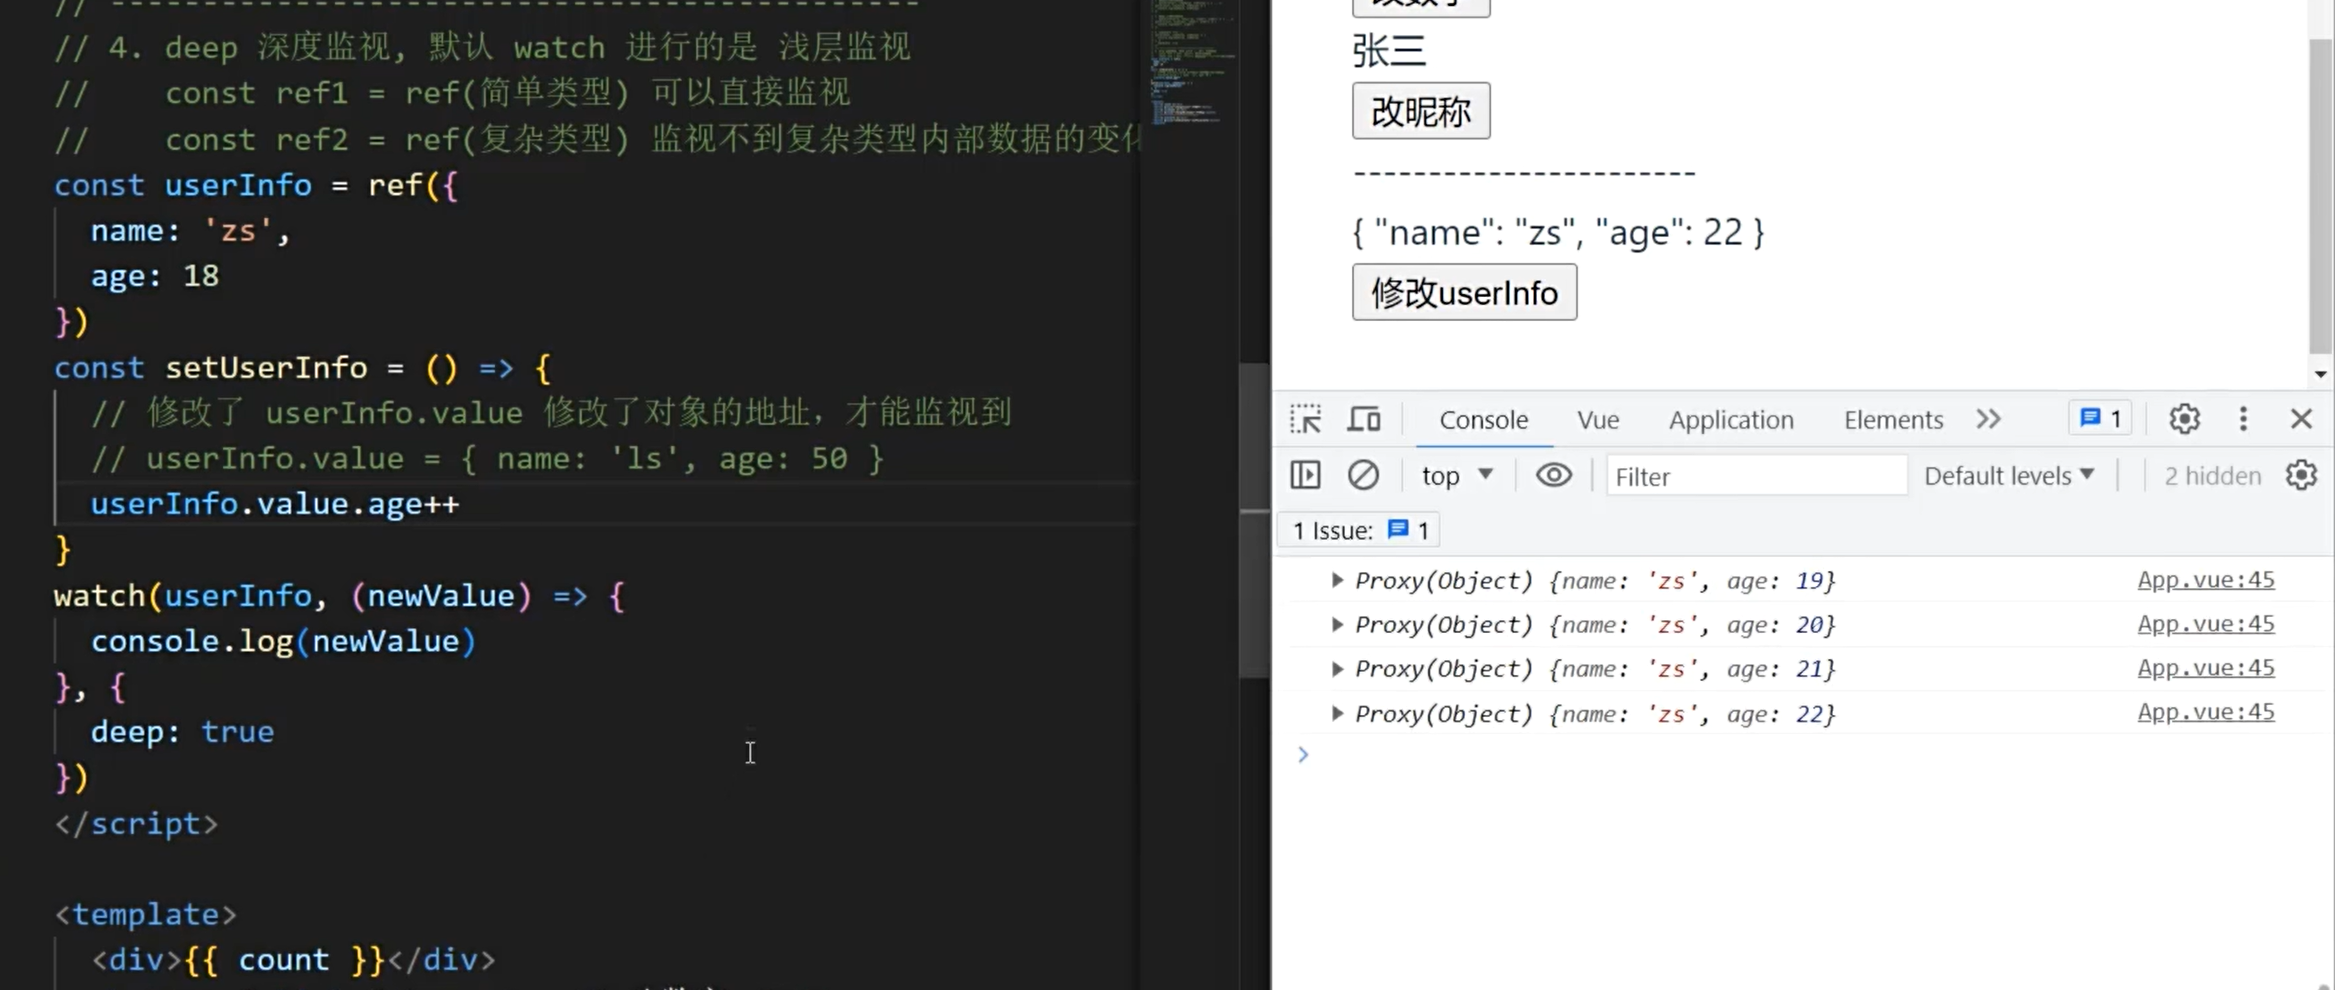 // --------------------------------------------
// 4. deep 深度监视, 默认 watch 进行的是 浅层监视
//    const ref1 = ref(简单类型) 可以直接监视
//    const ref2 = ref(复杂类型) 监视不到复杂类型内部数据的变化
const userInfo = ref({
  name: 'zs',
  age: 18
})
const setUserInfo = () => {
  // 修改了 userInfo.value 修改了对象的地址, 才能监视到
  // userInfo.value = { name: 'ls', age: 50 }
  userInfo.value.age++
}
watch(userInfo, (newValue) => {
  console.log(newValue)
}, {
  deep: true
})
</script>
<template>
  <div>{{ count }}</div>
张三
改昵称
-----------------------
{ "name": "zs", "age": 22 }
修改userInfo
Console Vue Application Elements 1
top Filter Default levels 2 hidden
1 Issue: 1
Proxy(Object) {name: 'zs', age: 19} App.vue:45
Proxy(Object) {name: 'zs', age: 20} App.vue:45
Proxy(Object) {name: 'zs', age: 21} App.vue:45
Proxy(Object) {name: 'zs', age: 22} App.vue:45